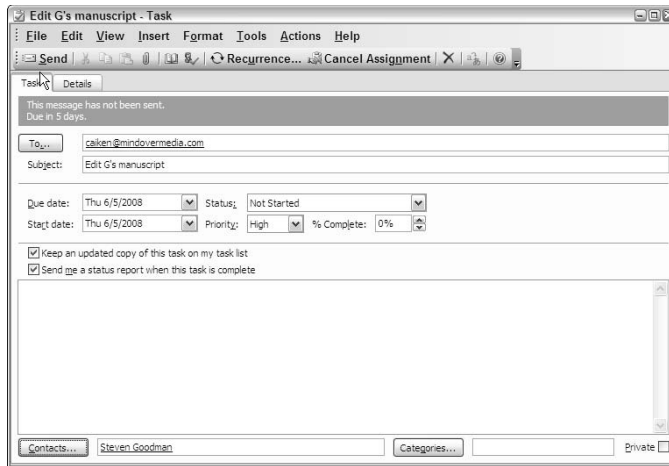 Edit G's manuscript - Task
File Edit View Insert Format Tools Actions Help
Send Recurrence... Cancel Assignment
Task Details
This message has not been sent.
Due in 5 days.
To... caiken@mindovermedia.com
Subject: Edit G's manuscript
Due date: Thu 6/5/2008 Status: Not Started
Start date: Thu 6/5/2008 Priority: High % Complete: 0%
Keep an updated copy of this task on my task list
Send me a status report when this task is complete
Contacts... Steven Goodman Categories... Private